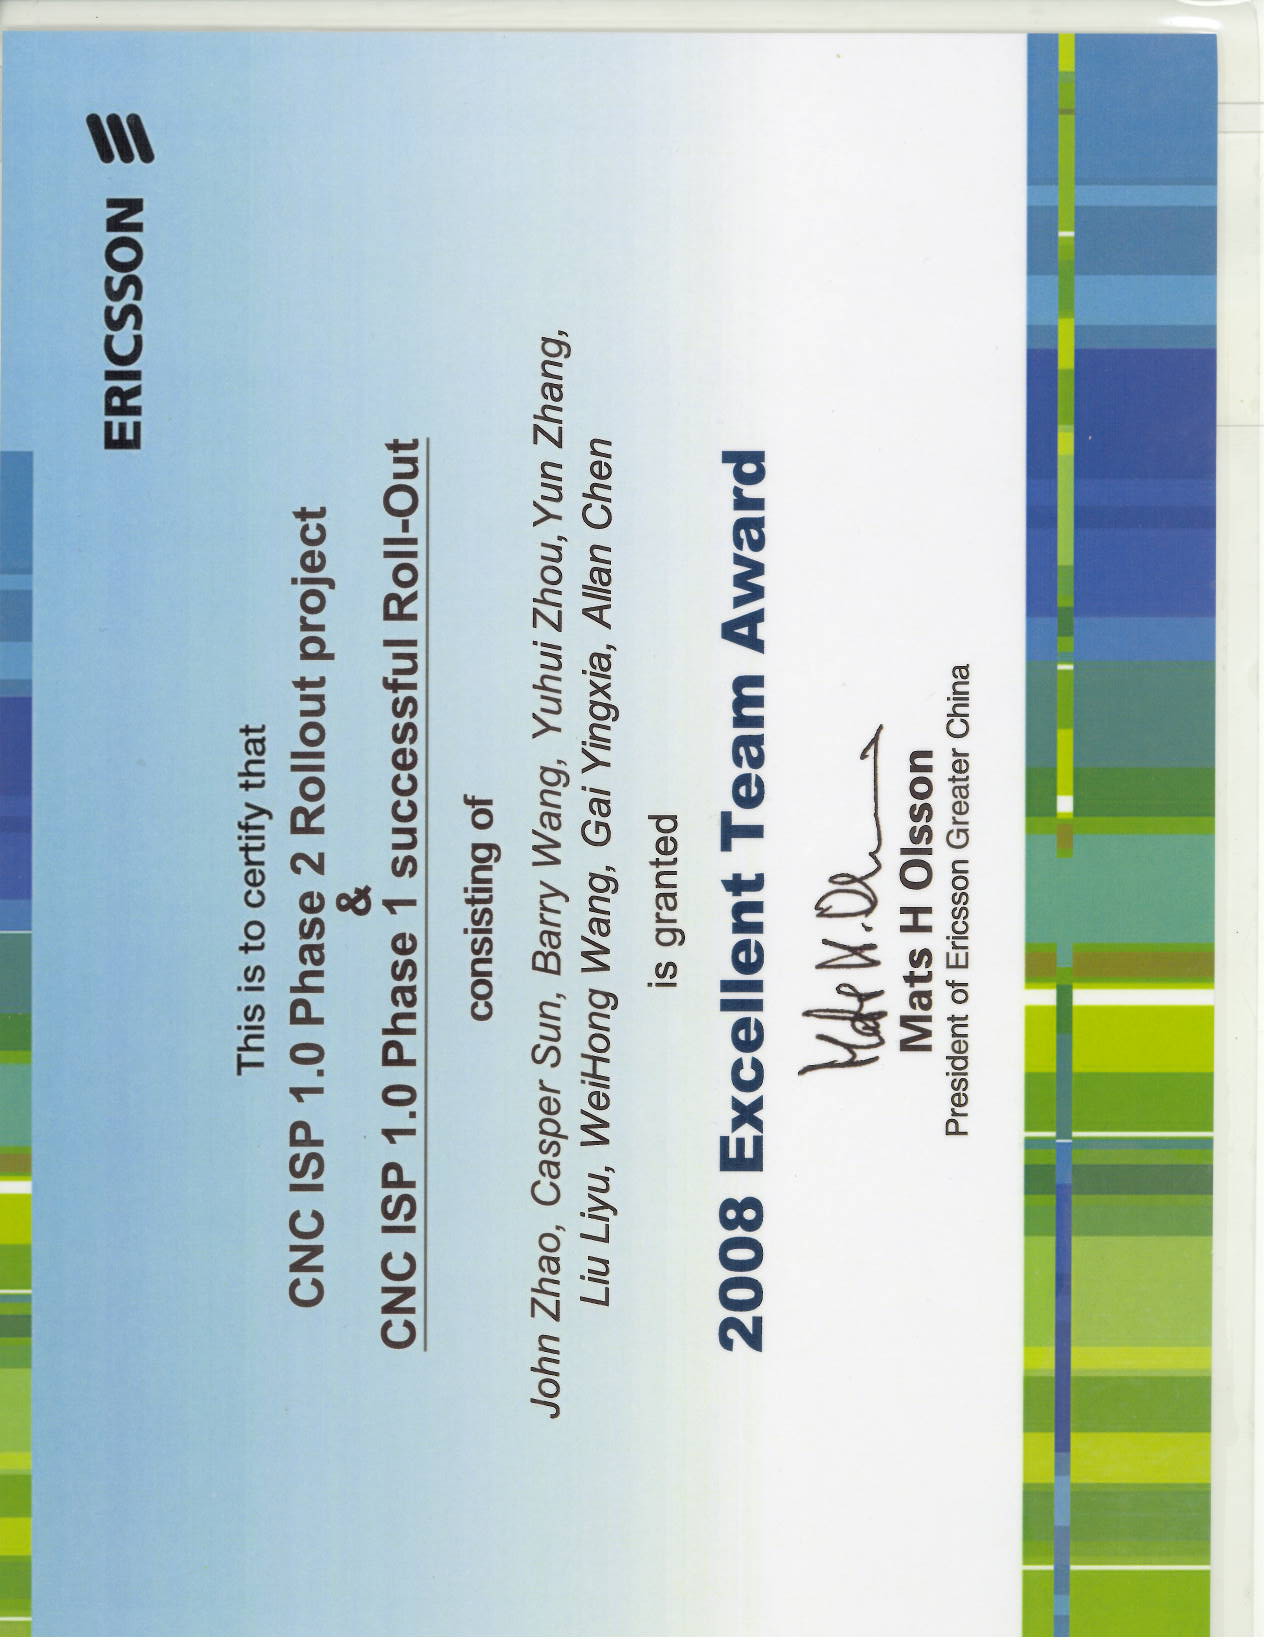 ERICSSON
This is to certify that
CNC ISP 1.0 Phase 2 Rollout project
&
CNC ISP 1.0 Phase 1 successful Roll-Out
consisting of
John Zhao, Casper Sun, Barry Wang, Yuhui Zhou, Yun Zhang,
Liu Liyu, WeiHong Wang, Gai Yingxia, Allan Chen
is granted
2008 Excellent Team Award
Mats H. Olsson
Mats H Olsson
President of Ericsson Greater China